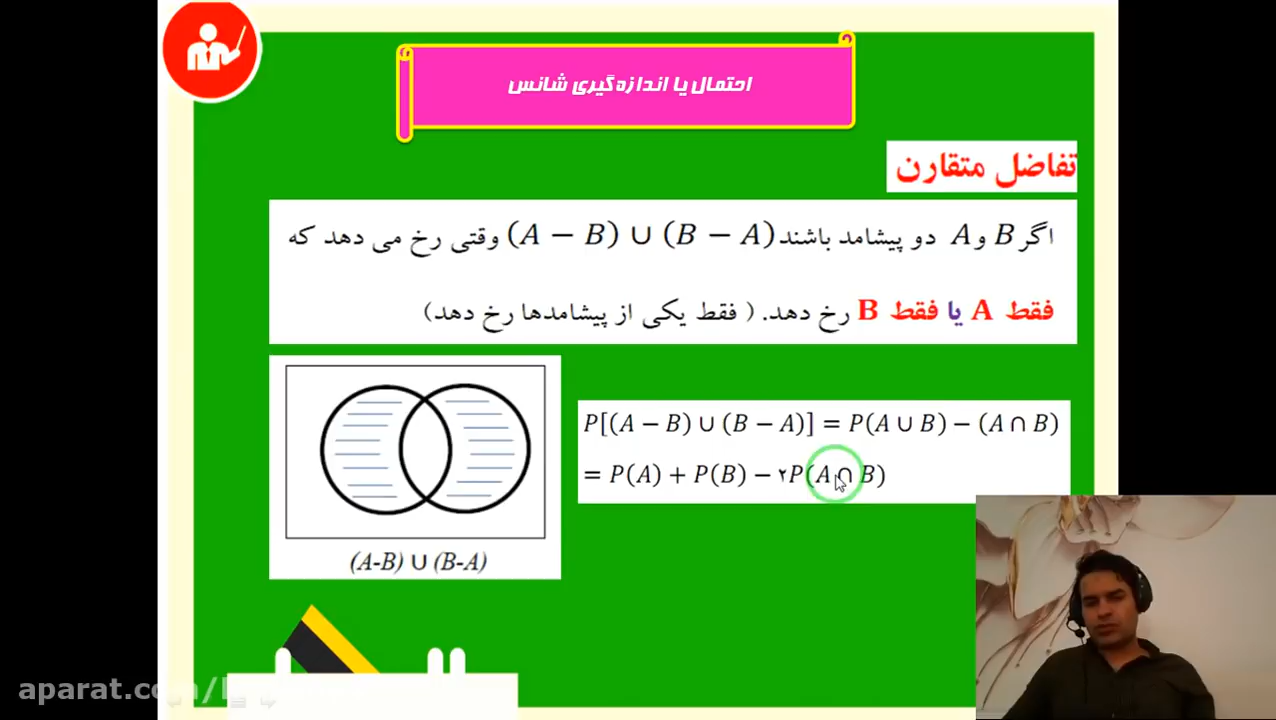 احتمال یا اندازه‌گیری شانس
تفاضل متقارن
اگر B و A دو پیشامد باشند (A − B) ∪ (B − A) وقتی رخ می دهد که
فقط A یا فقط B رخ دهد. ( فقط یکی از پیشامدها رخ دهد)
P[(A − B) ∪ (B − A)] = P(A ∪ B) − (A ∩ B)
= P(A) + P(B) − ۲P(A ∩ B)
(A-B) ∪ (B-A)
aparat.com/